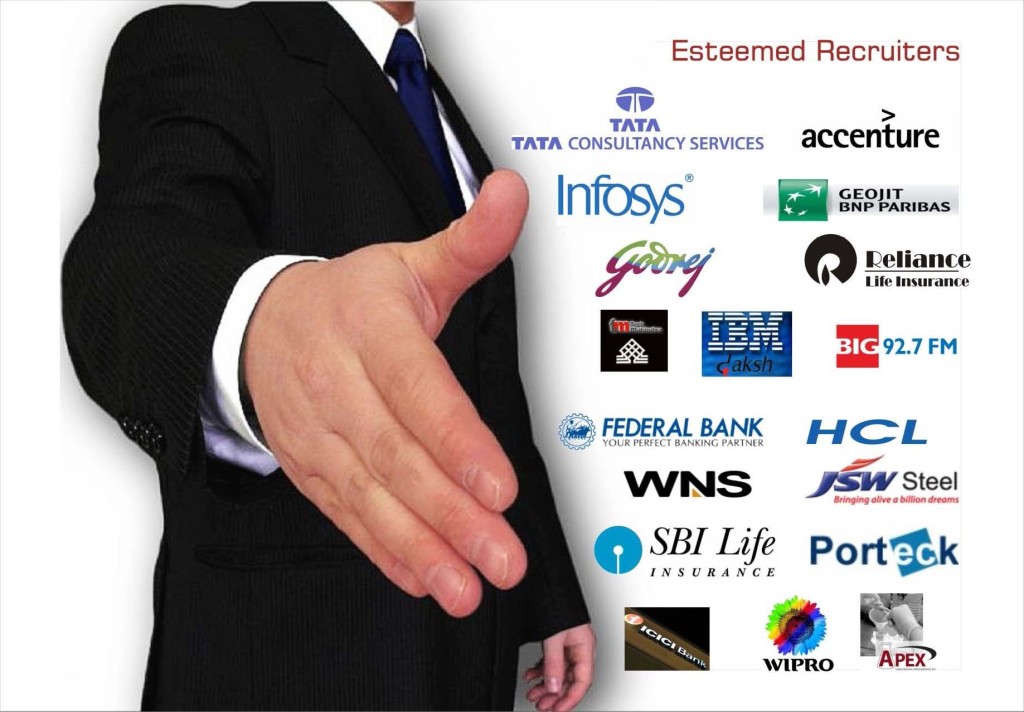 Esteemed Recruiters
TATA
TATA CONSULTANCY SERVICES
accenture
Infosys®
GEOJIT
BNP PARIBAS
Godrej
Reliance
Life Insurance
IBM
daksh
BIG 92.7 FM
FEDERAL BANK
YOUR PERFECT BANKING PARTNER
HCL
WNS
JSW Steel
Bringing alive a billion dreams
SBI Life
INSURANCE
Porteck
ICICI Bank
WIPRO
APEX